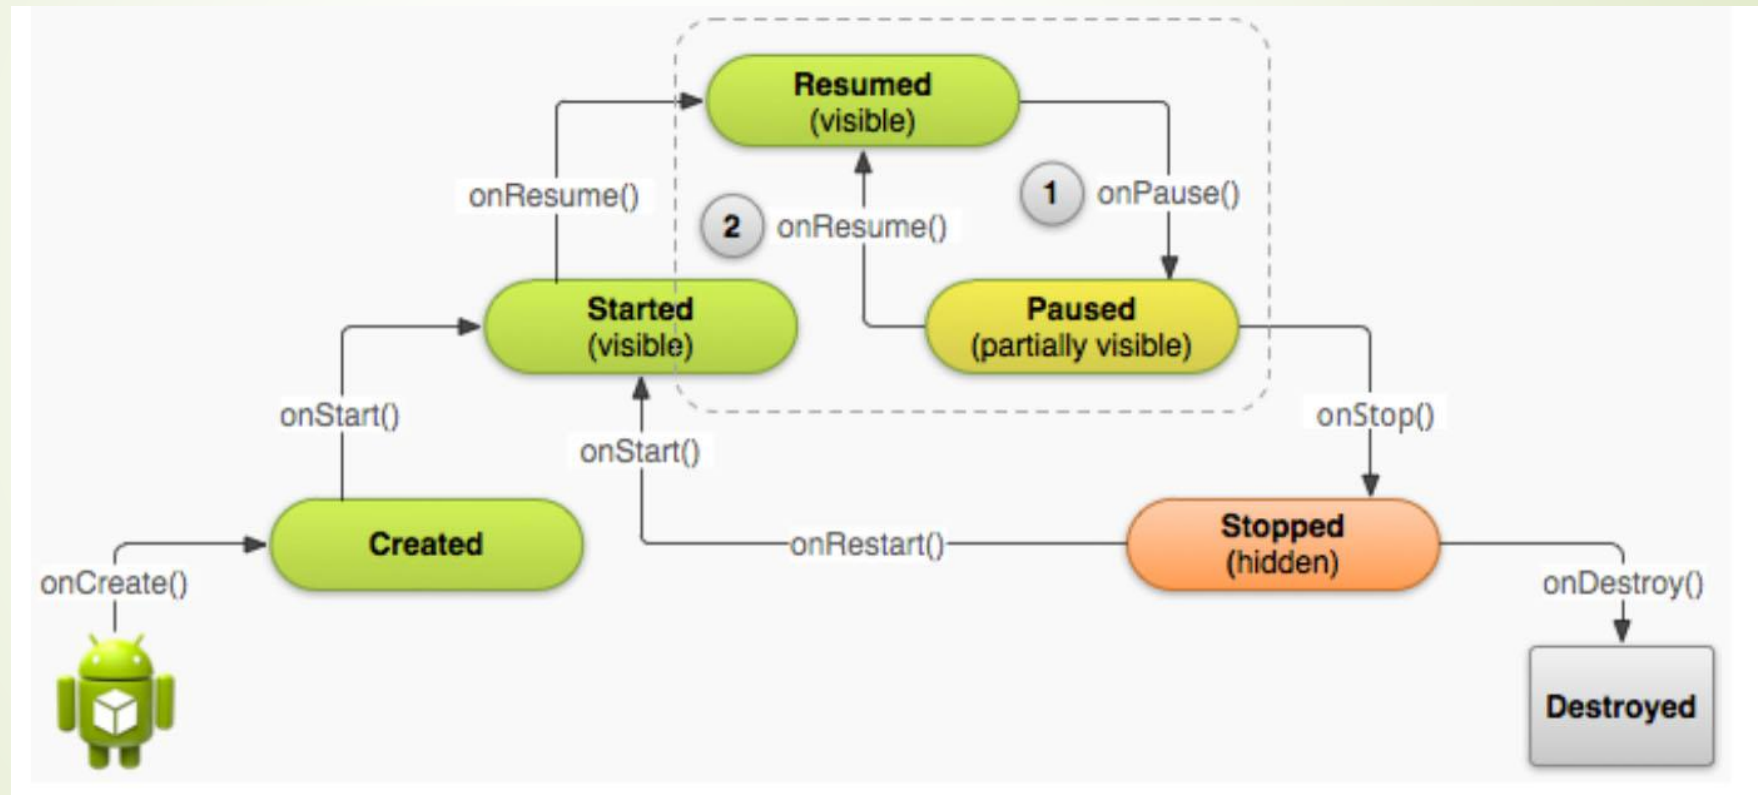 Resumed
(visible)
onResume()
1
onPause()
2
onResume()
Started
(visible)
Paused
(partially visible)
onStart()
onStop()
onStart()
Created
onRestart()
Stopped
(hidden)
onCreate()
onDestroy()
Destroyed